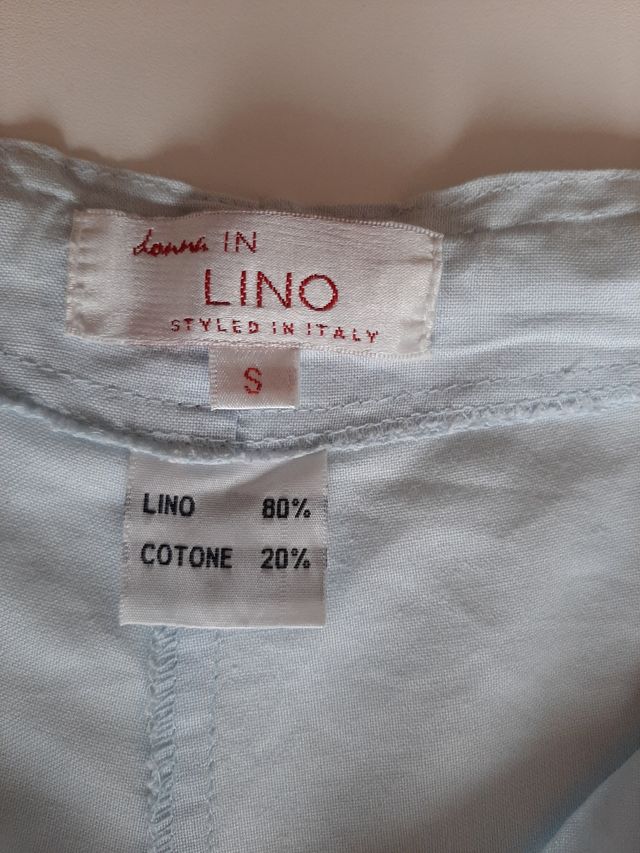 donna IN
LINO
STYLED IN ITALY
S
LINO 80%
COTONE 20%